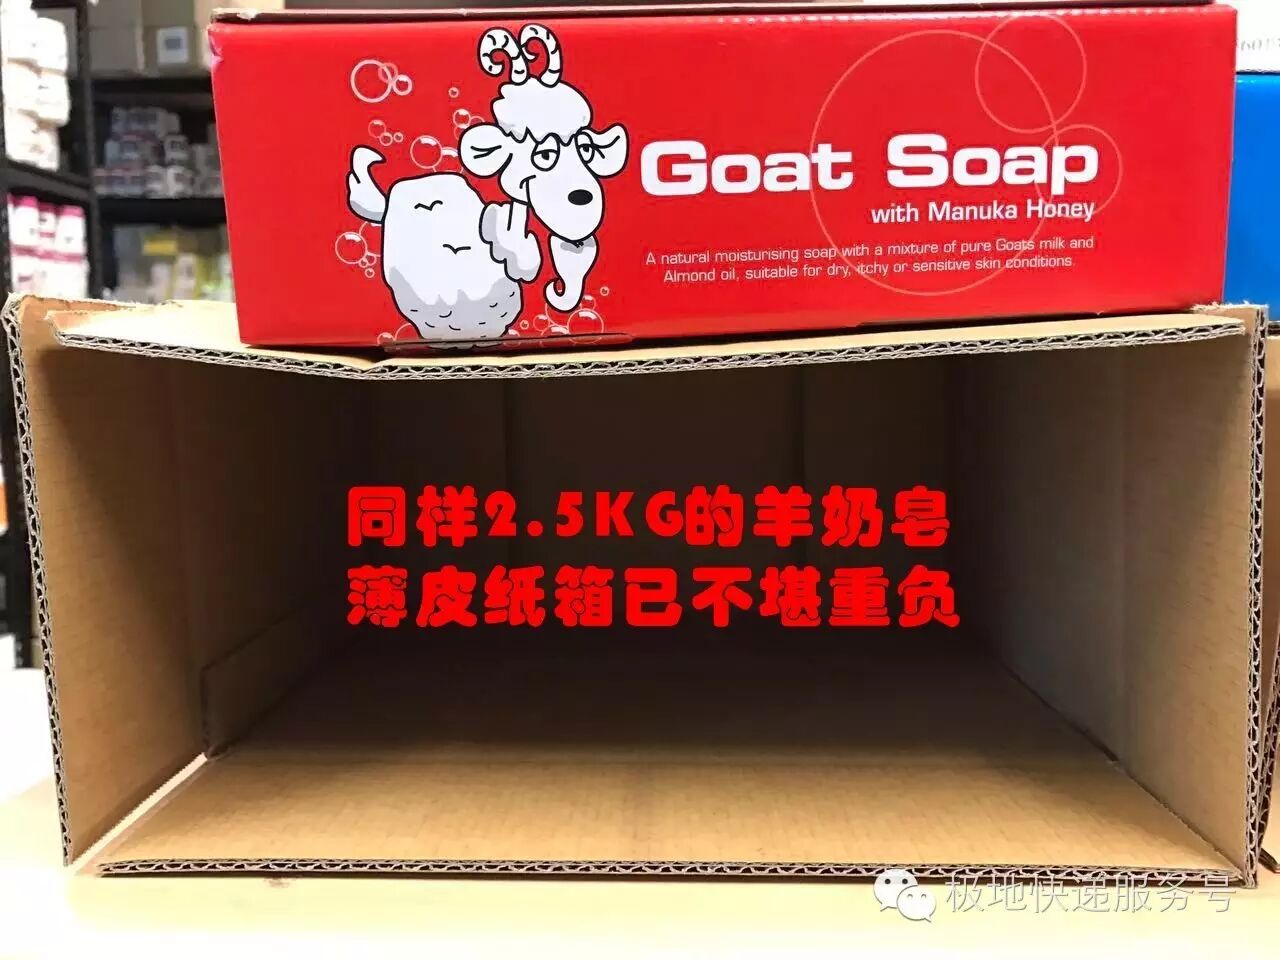 Goat Soap
with Manuka Honey
A natural moisturising soap with a mixture of pure Goats milk and
Almond oil, suitable for dry, itchy or sensitive skin conditions.
同样2.5KG的羊奶皂
薄皮纸箱已不堪重负
极地快递服务号